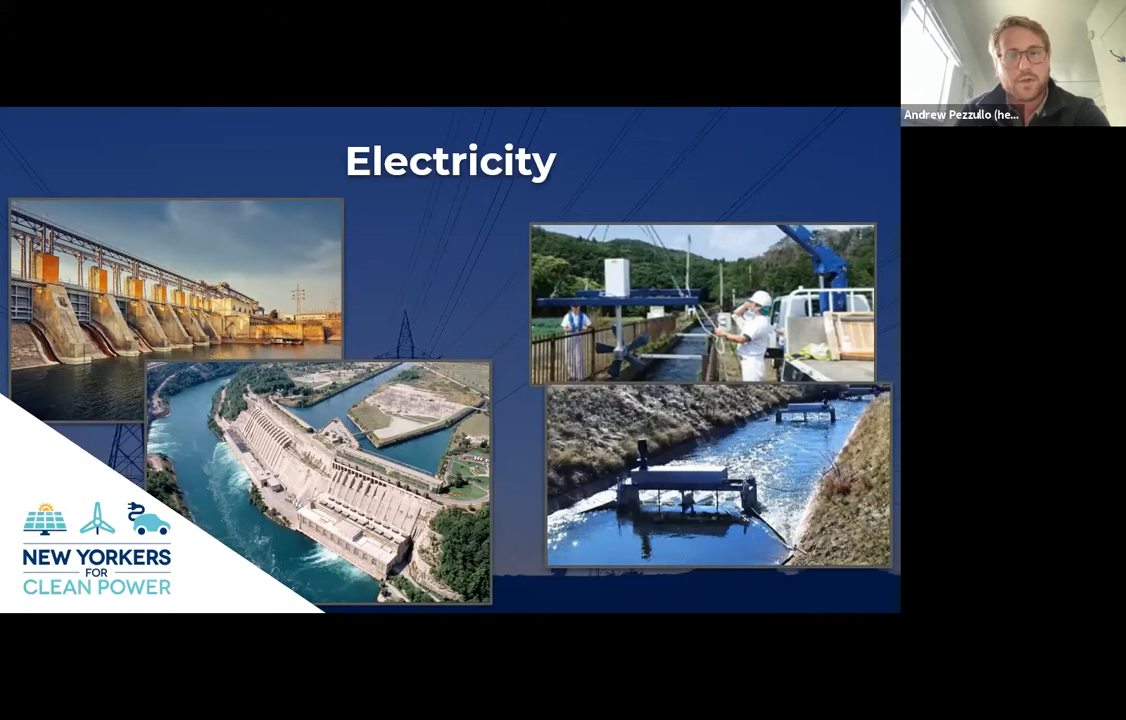 Andrew Pezzullo (he...
Electricity
NEW YORKERS
FOR
CLEAN POWER